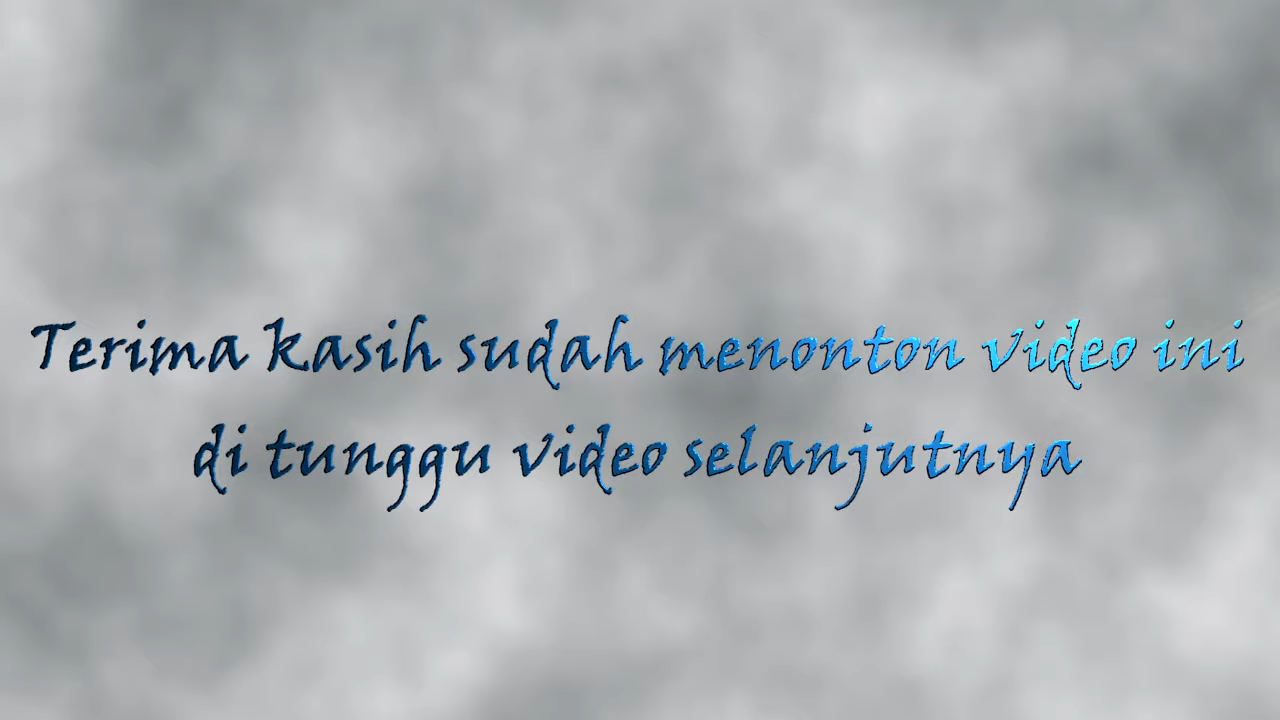 Terima kasih sudah menonton video ini
di tunggu video selanjutnya